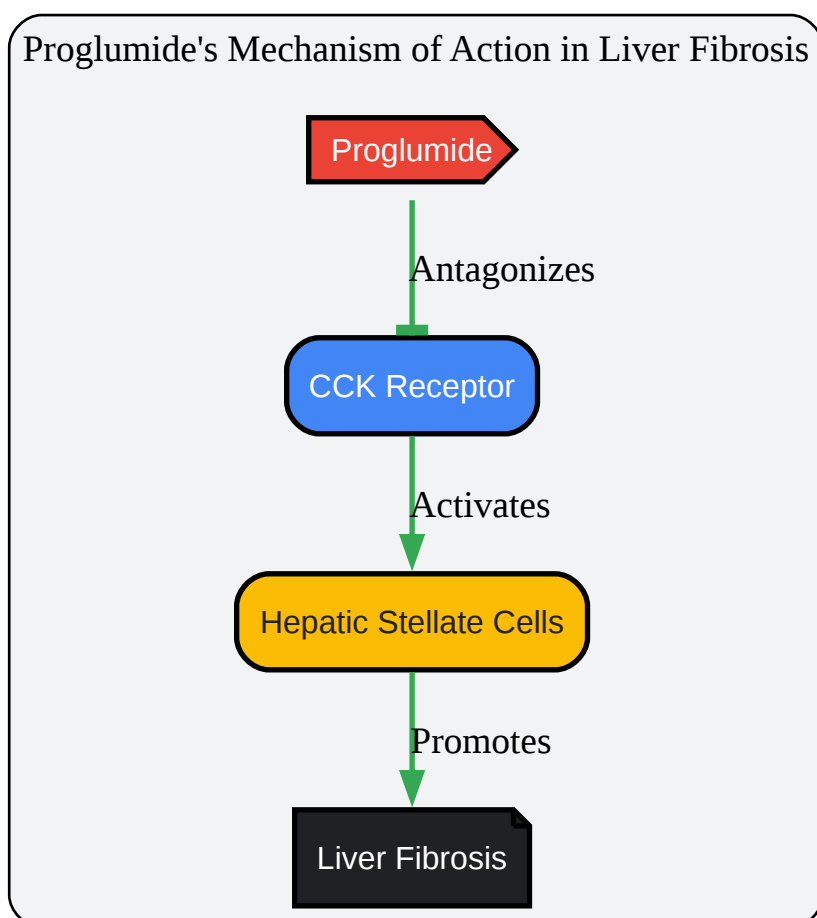 Proglumide's Mechanism of Action in Liver Fibrosis
Proglumide
Antagonizes
CCK Receptor
Activates
Hepatic Stellate Cells
Promotes
Liver Fibrosis